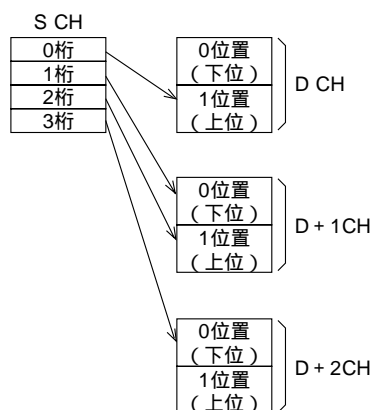 S CH
0桁
1桁
2桁
3桁
0位置
(下位)
1位置
(上位)
D CH
0位置
(下位)
1位置
(上位)
D + 1CH
0位置
(下位)
1位置
(上位)
D + 2CH